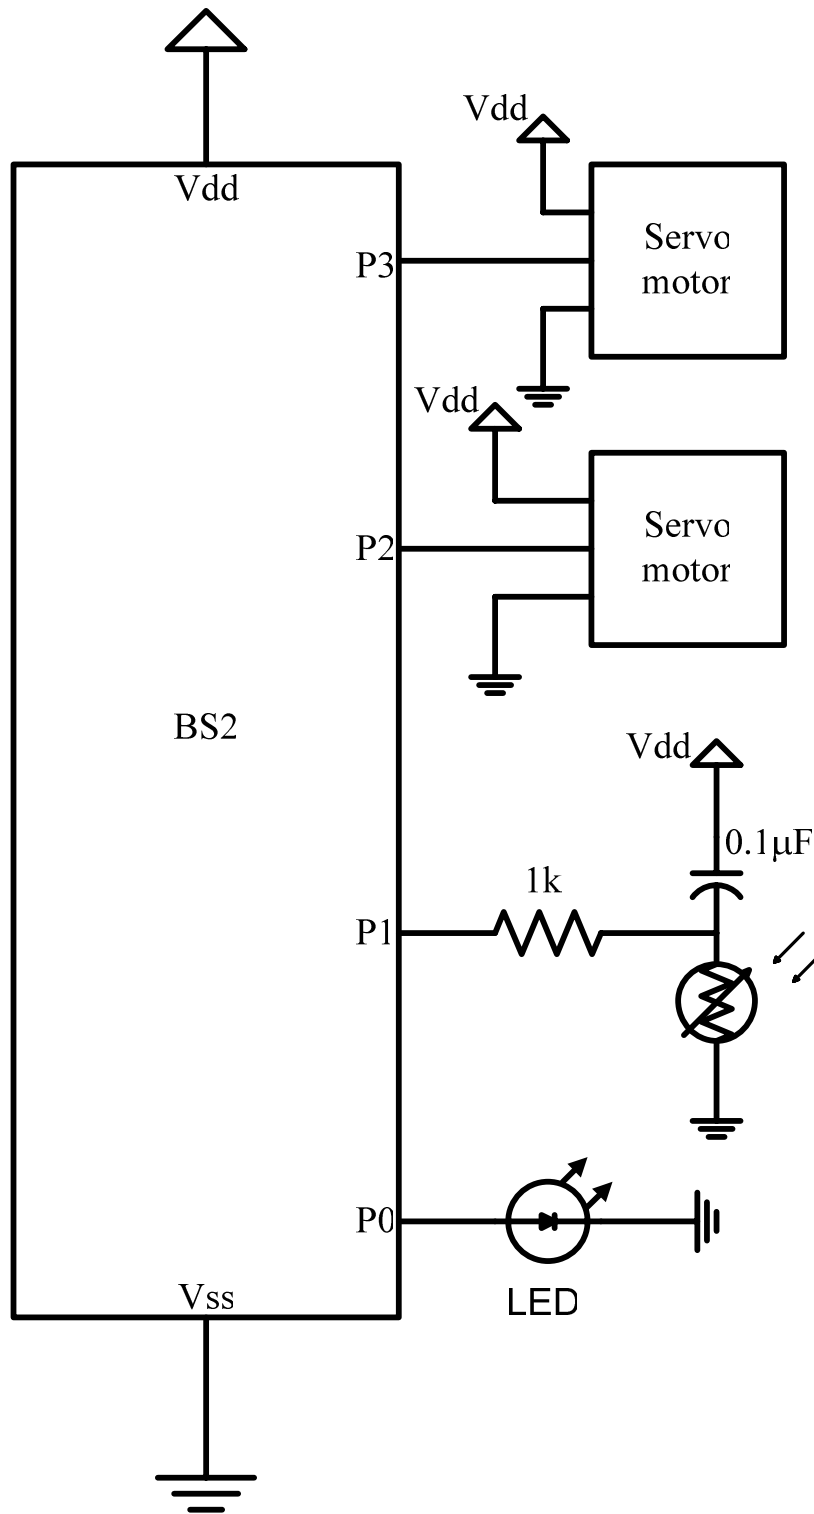 Vdd
Vdd
P3
Servo
motor
Vdd
P2
Servo
motor
BS2
Vdd
0.1µF
1k
P1
P0
Vss
LED